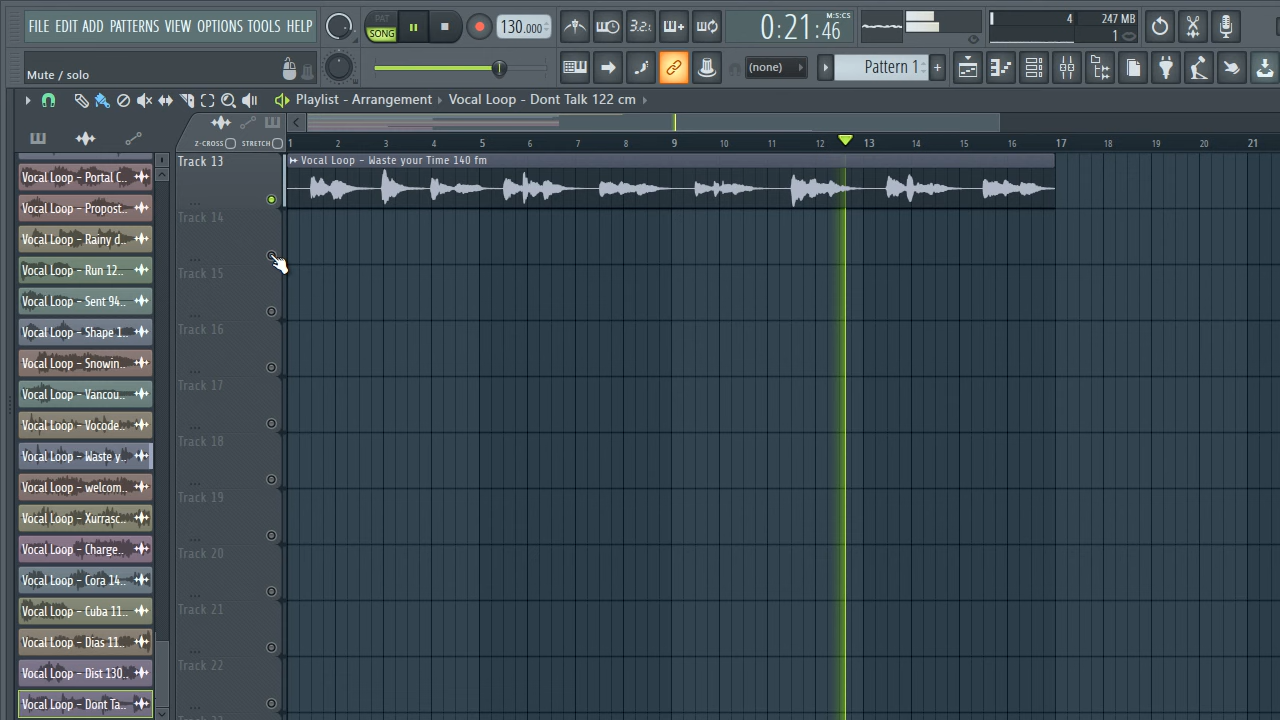 FILE EDIT ADD PATTERNS VIEW OPTIONS TOOLS HELP
PAT
SONG
130.000
3.2.
0:21:46
M:S:CS
4
247 MB
1
Mute / solo
(none)
Pattern 1
+
Playlist - Arrangement › Vocal Loop - Dont Talk 122 cm ›
Z-CROSS STRETCH
1 2 3 4 5 6 7 8 9 10 11 12 13 14 15 16 17 18 19 20 21
Track 13
Vocal Loop - Waste your Time 140 fm
Track 14
Track 15
Track 16
Track 17
Track 18
Track 19
Track 20
Track 21
Track 22
Vocal Loop - Portal C..
Vocal Loop - Propost..
Vocal Loop - Rainy d..
Vocal Loop - Run 12..
Vocal Loop - Sent 94..
Vocal Loop - Shape 1..
Vocal Loop - Snowin..
Vocal Loop - Vancou..
Vocal Loop - Vocode..
Vocal Loop - Waste y..
Vocal Loop - welcom..
Vocal Loop - Xurrasc..
Vocal Loop - Charge..
Vocal Loop - Cora 14..
Vocal Loop - Cuba 11..
Vocal Loop - Dias 11..
Vocal Loop - Dist 130..
Vocal Loop - Dont Ta..